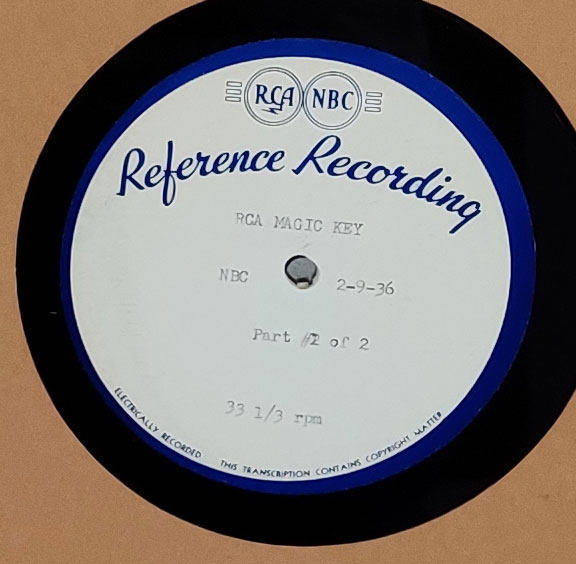 RCA NBC
Reference Recording
RCA MAGIC KEY
NBC 2-9-36
Part of 2
33 1/3 rpm
ELECTRICALLY RECORDED THIS TRANSCRIPTION CONTAINS COPYRIGHT MATTER